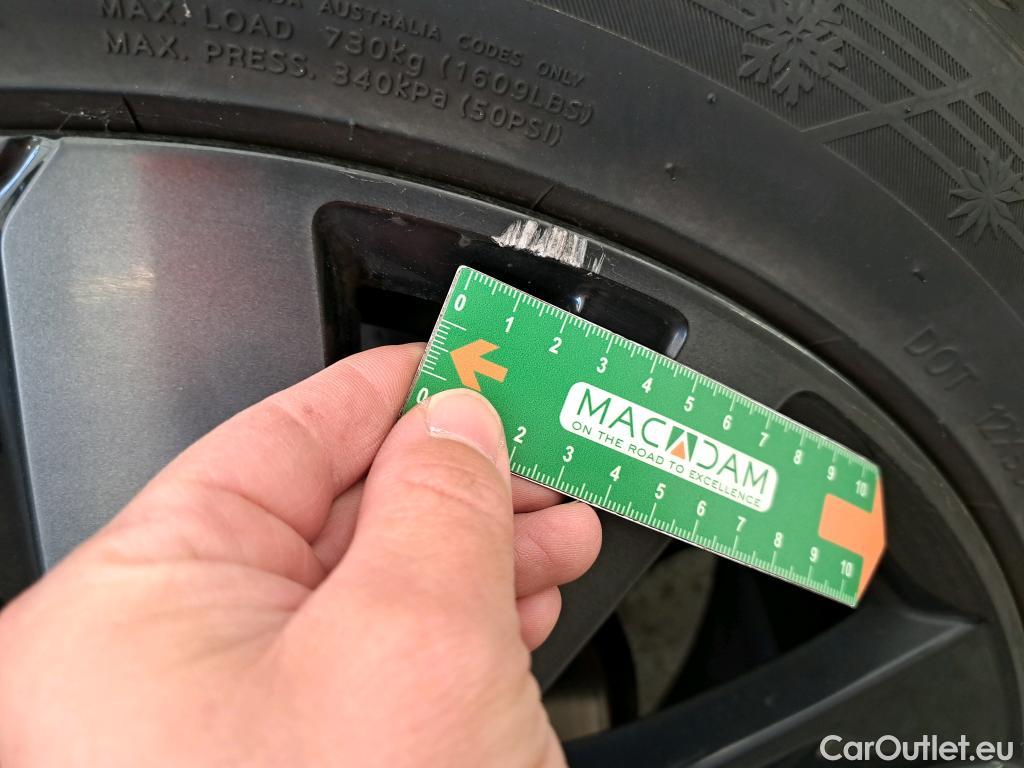 AUSTRALIA CODES ONLY
MAX. LOAD 730kg (1609LBS)
MAX. PRESS. 340kPa (50PSI)
DOT
0 1 2 3 4 5 6 7 8 9 10
MACADAM
ON THE ROAD TO EXCELLENCE
0 2 3 4 5 6 7 8 9 10
CarOutlet.eu